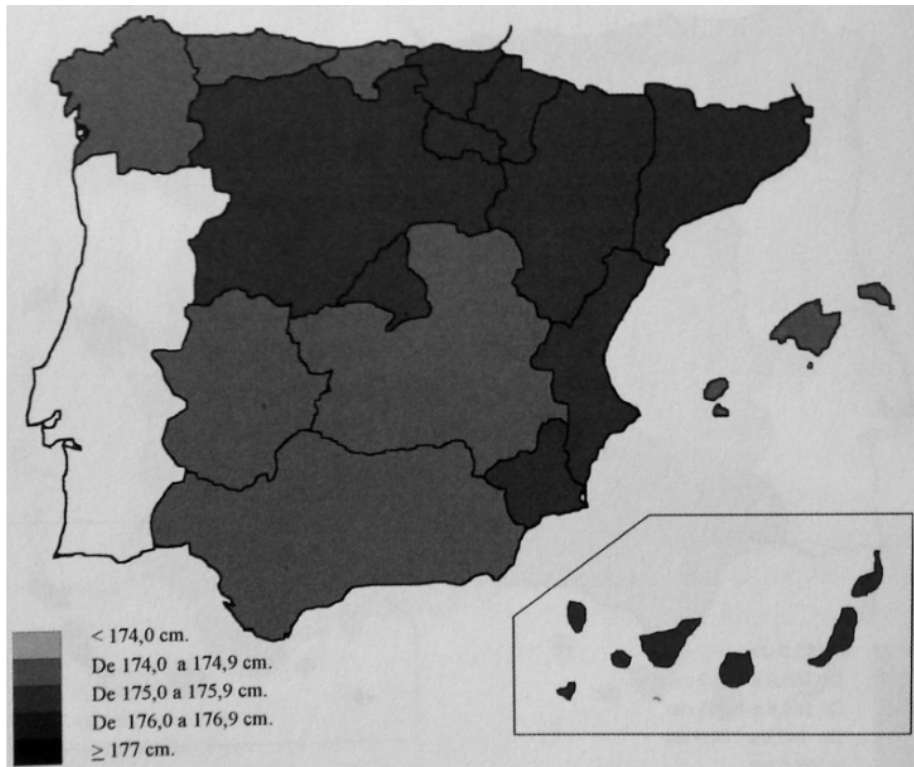 < 174,0 cm.
De 174,0 a 174,9 cm.
De 175,0 a 175,9 cm.
De 176,0 a 176,9 cm.
≥ 177 cm.